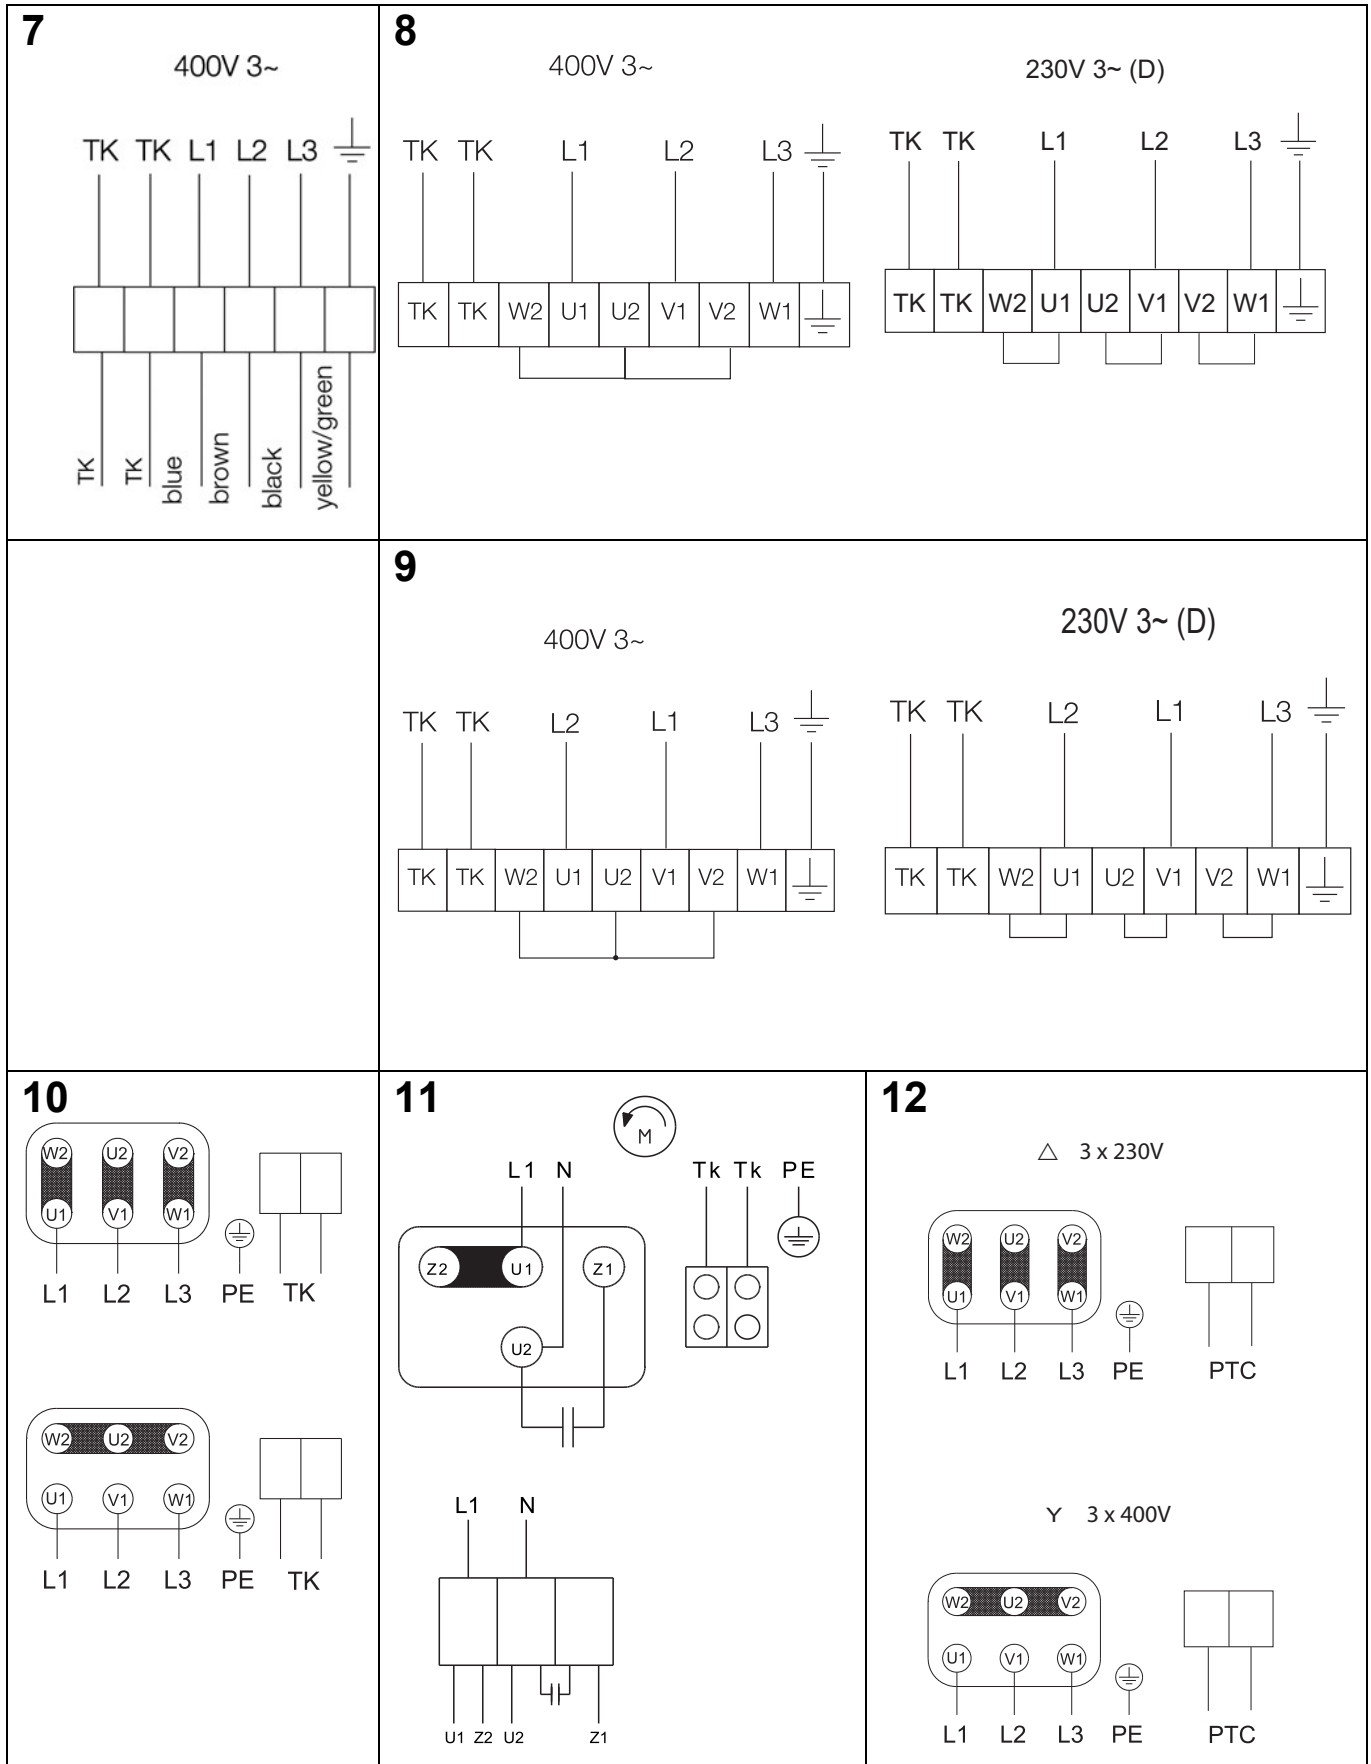 7
400V 3~
TK TK L1 L2 L3
TK TK blue brown black yellow/green
8
400V 3~
TK TK L1 L2 L3
TK TK W2 U1 U2 V1 V2 W1
230V 3~ (D)
TK TK L1 L2 L3
TK TK W2 U1 U2 V1 V2 W1
9
400V 3~
TK TK L2 L1 L3
TK TK W2 U1 U2 V1 V2 W1
230V 3~ (D)
TK TK L2 L1 L3
TK TK W2 U1 U2 V1 V2 W1
10
W2 U2 V2
U1 V1 W1
L1 L2 L3 PE TK
W2 U2 V2
U1 V1 W1
L1 L2 L3 PE TK
11
M
L1 N Tk Tk PE
Z2 U1 Z1
U2
L1 N
U1 Z2 U2 Z1
12
△ 3 x 230V
W2 U2 V2
U1 V1 W1
L1 L2 L3 PE PTC
Y 3 x 400V
W2 U2 V2
U1 V1 W1
L1 L2 L3 PE PTC